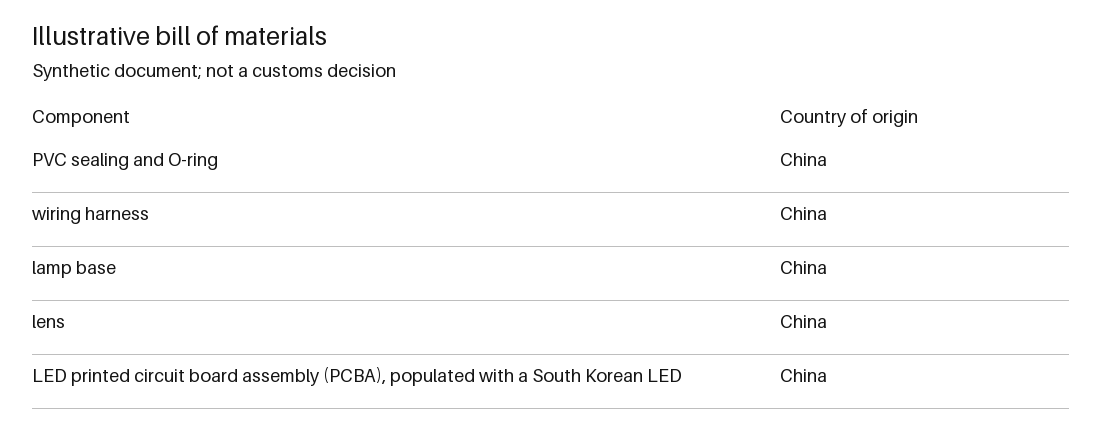 Illustrative bill of materials
Synthetic document; not a customs decision
Component Country of origin
PVC sealing and O-ring China
wiring harness China
lamp base China
lens China
LED printed circuit board assembly (PCBA), populated with a South Korean LED China